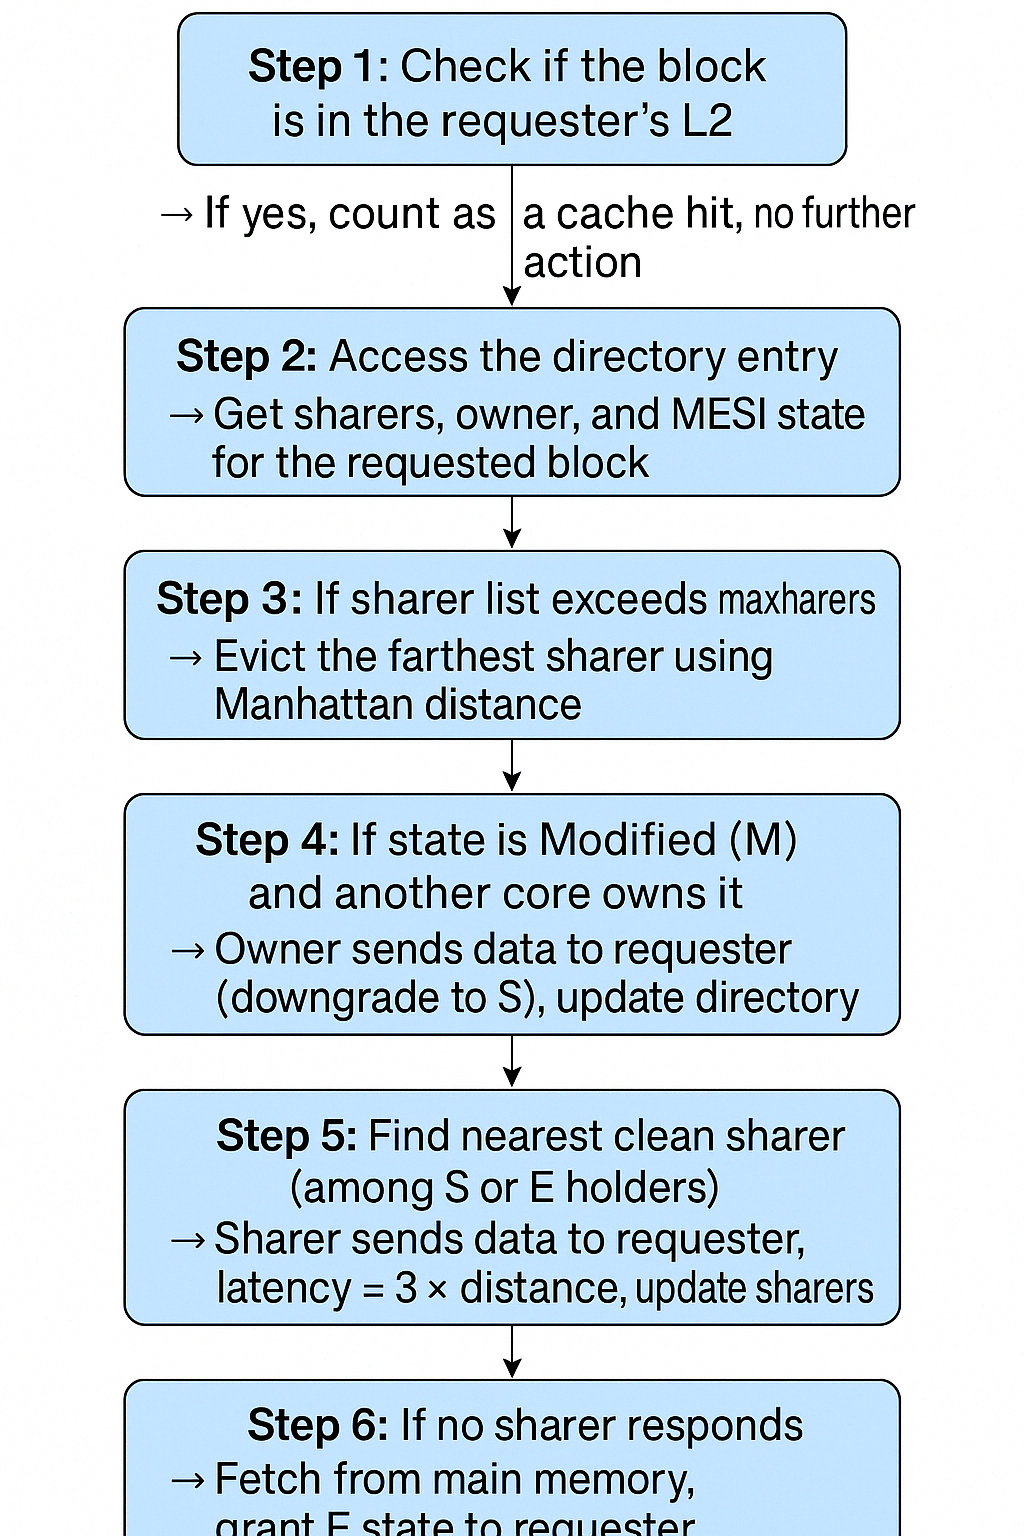 Step 1: Check if the block
is in the requester’s L2
→ If yes, count as a cache hit, no further
action
Step 2: Access the directory entry
→ Get sharers, owner, and MESI state
for the requested block
Step 3: If sharer list exceeds maxharers
→ Evict the farthest sharer using
Manhattan distance
Step 4: If state is Modified (M)
and another core owns it
→ Owner sends data to requester
(downgrade to S), update directory
Step 5: Find nearest clean sharer
(among S or E holders)
→ Sharer sends data to requester,
latency = 3 × distance, update sharers
Step 6: If no sharer responds
→ Fetch from main memory,
grant E state to requester